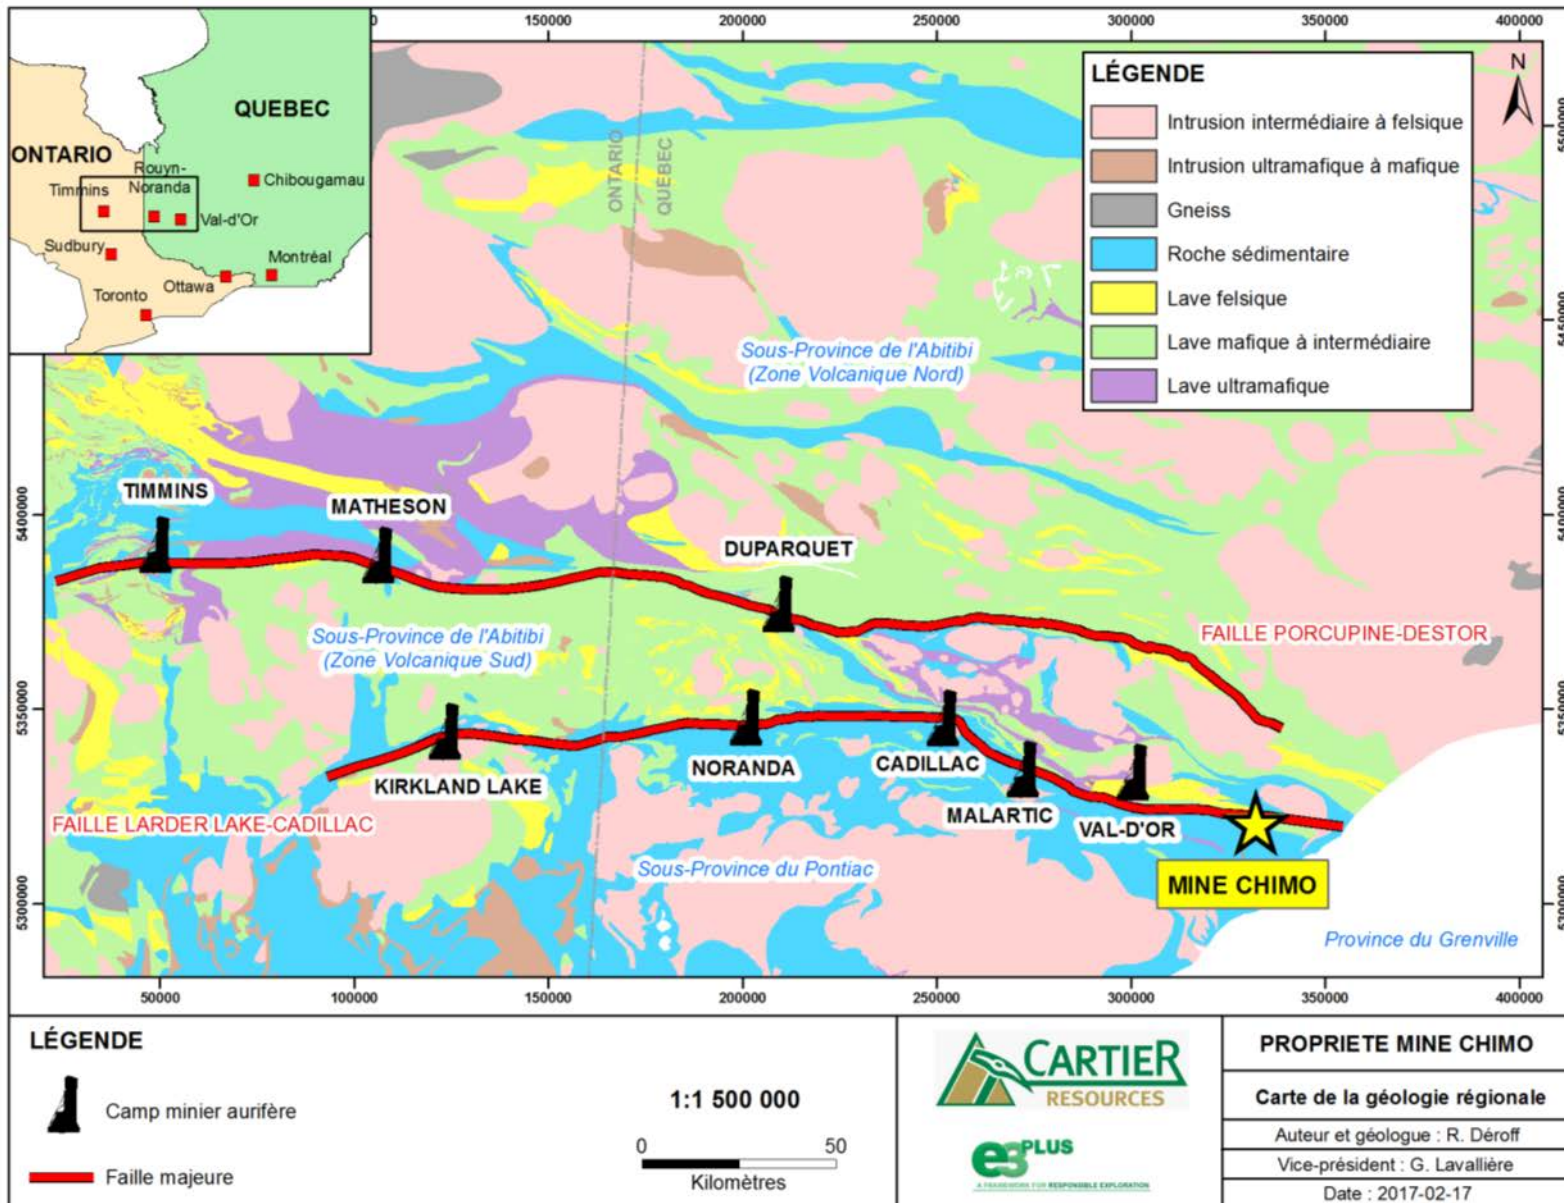 0
150000
200000
250000
300000
350000
400000
QUEBEC
ONTARIO
Rouyn-
Noranda
Timmins
Chibougamau
Val-d'Or
Sudbury
Montréal
Ottawa
Toronto
ONTARIO
QUÉBEC
LÉGENDE
Intrusion intermédiaire à felsique
Intrusion ultramafique à mafique
Gneiss
Roche sédimentaire
Lave felsique
Lave mafique à intermédiaire
Lave ultramafique
N
Sous-Province de l'Abitibi
(Zone Volcanique Nord)
TIMMINS
MATHESON
DUPARQUET
5400000
Sous-Province de l'Abitibi
(Zone Volcanique Sud)
FAILLE PORCUPINE-DESTOR
5350000
KIRKLAND LAKE
NORANDA
CADILLAC
MALARTIC
VAL-D'OR
FAILLE LARDER LAKE-CADILLAC
Sous-Province du Pontiac
MINE CHIMO
5300000
Province du Grenville
50000
100000
150000
200000
250000
300000
350000
400000
LÉGENDE
Camp minier aurifère
Faille majeure
1:1 500 000
0 50
Kilomètres
CARTIER
RESOURCES
e3 PLUS
A FRAMEWORK FOR RESPONSIBLE EXPLORATION
PROPRIETE MINE CHIMO
Carte de la géologie régionale
Auteur et géologue : R. Déroff
Vice-président : G. Lavallière
Date : 2017-02-17